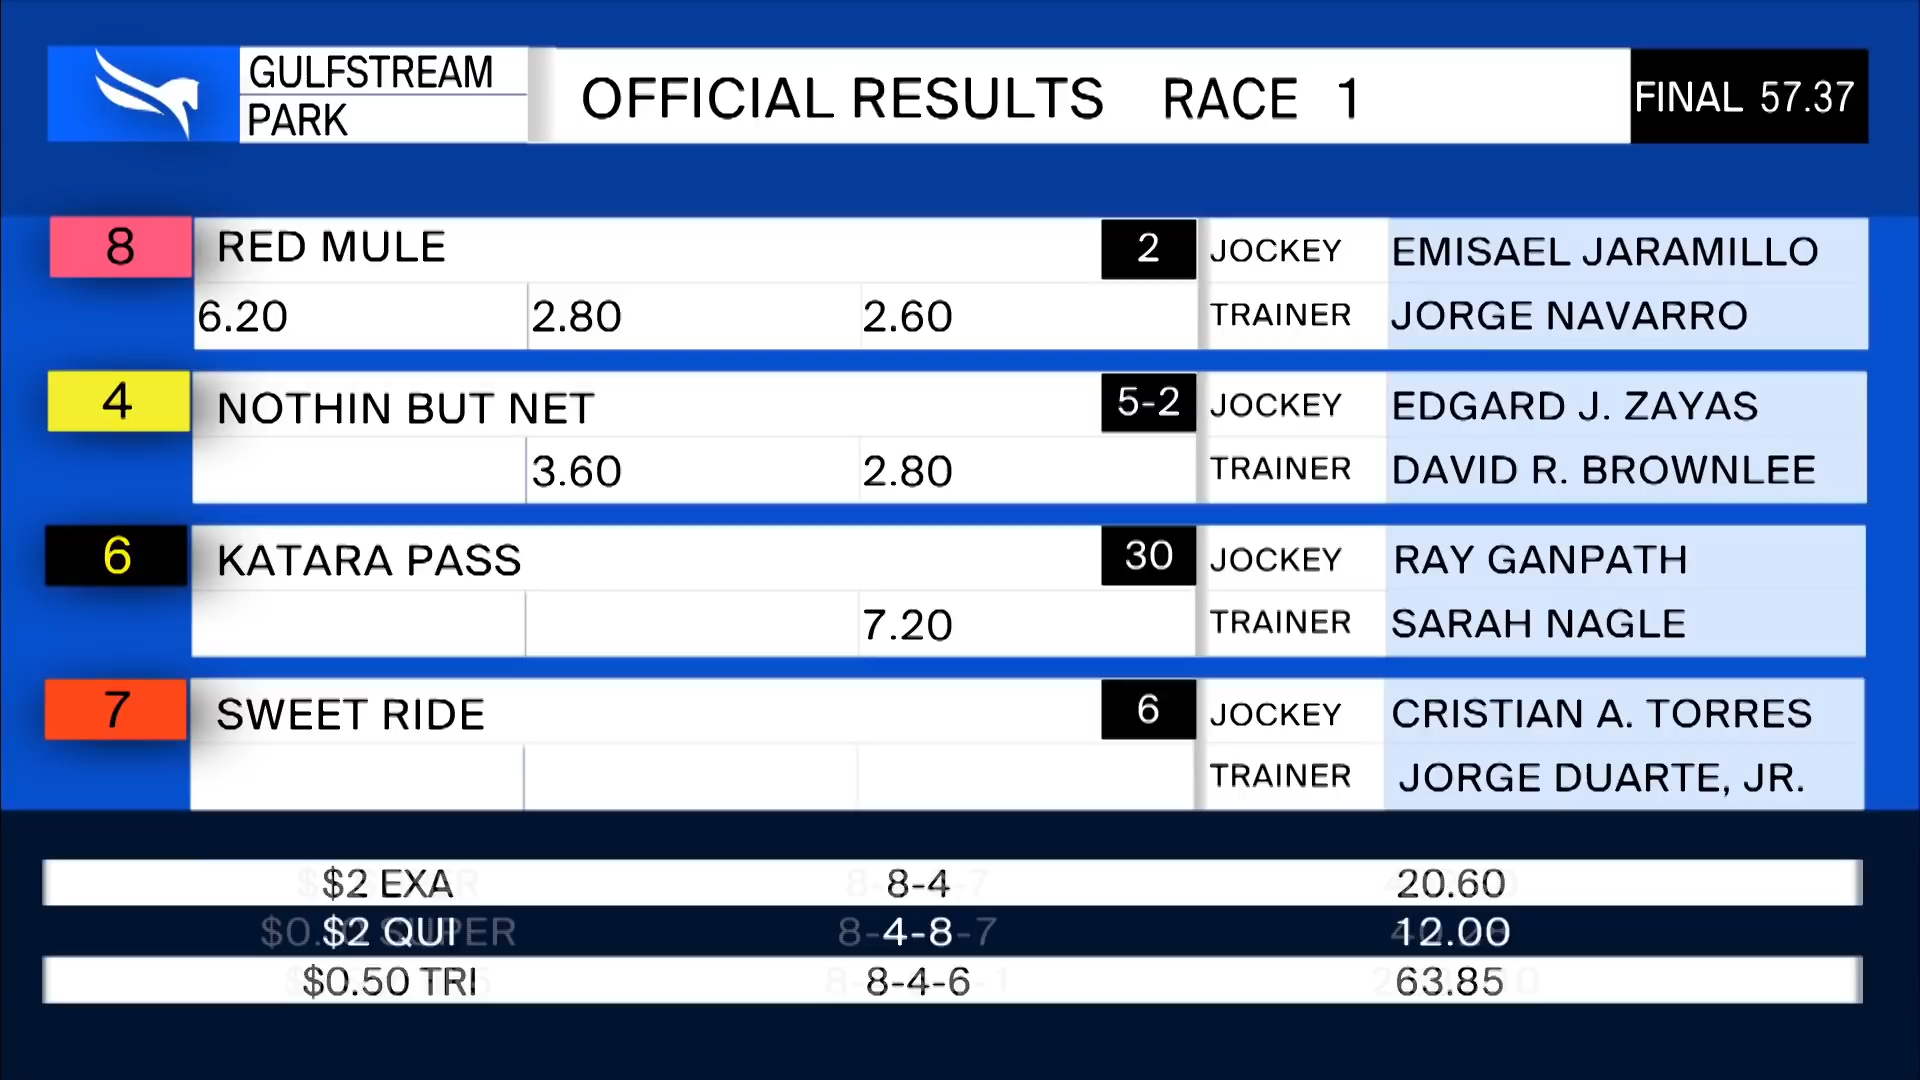 GULFSTREAM
PARK
OFFICIAL RESULTS RACE 1
FINAL 57.37
8 RED MULE 2 JOCKEY EMISAEL JARAMILLO
6.20 2.80 2.60 TRAINER JORGE NAVARRO
4 NOTHIN BUT NET 5-2 JOCKEY EDGARD J. ZAYAS
3.60 2.80 TRAINER DAVID R. BROWNLEE
6 KATARA PASS 30 JOCKEY RAY GANPATH
7.20 TRAINER SARAH NAGLE
7 SWEET RIDE 6 JOCKEY CRISTIAN A. TORRES
TRAINER JORGE DUARTE, JR.
$2 EXA 8-4 20.60
$2 QUI 4-8 12.00
$0.50 TRI 8-4-6 63.85